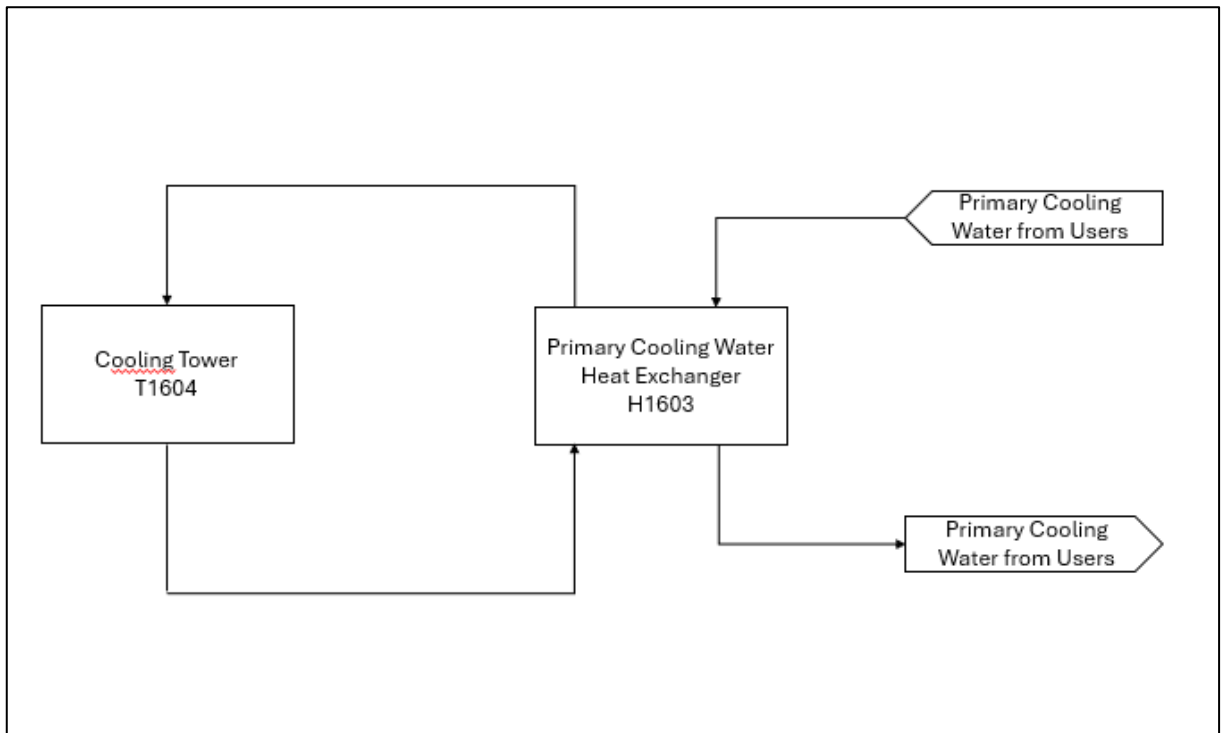 Primary Cooling
Water from Users
Cooling Tower
T1604
Primary Cooling Water
Heat Exchanger
H1603
Primary Cooling
Water from Users